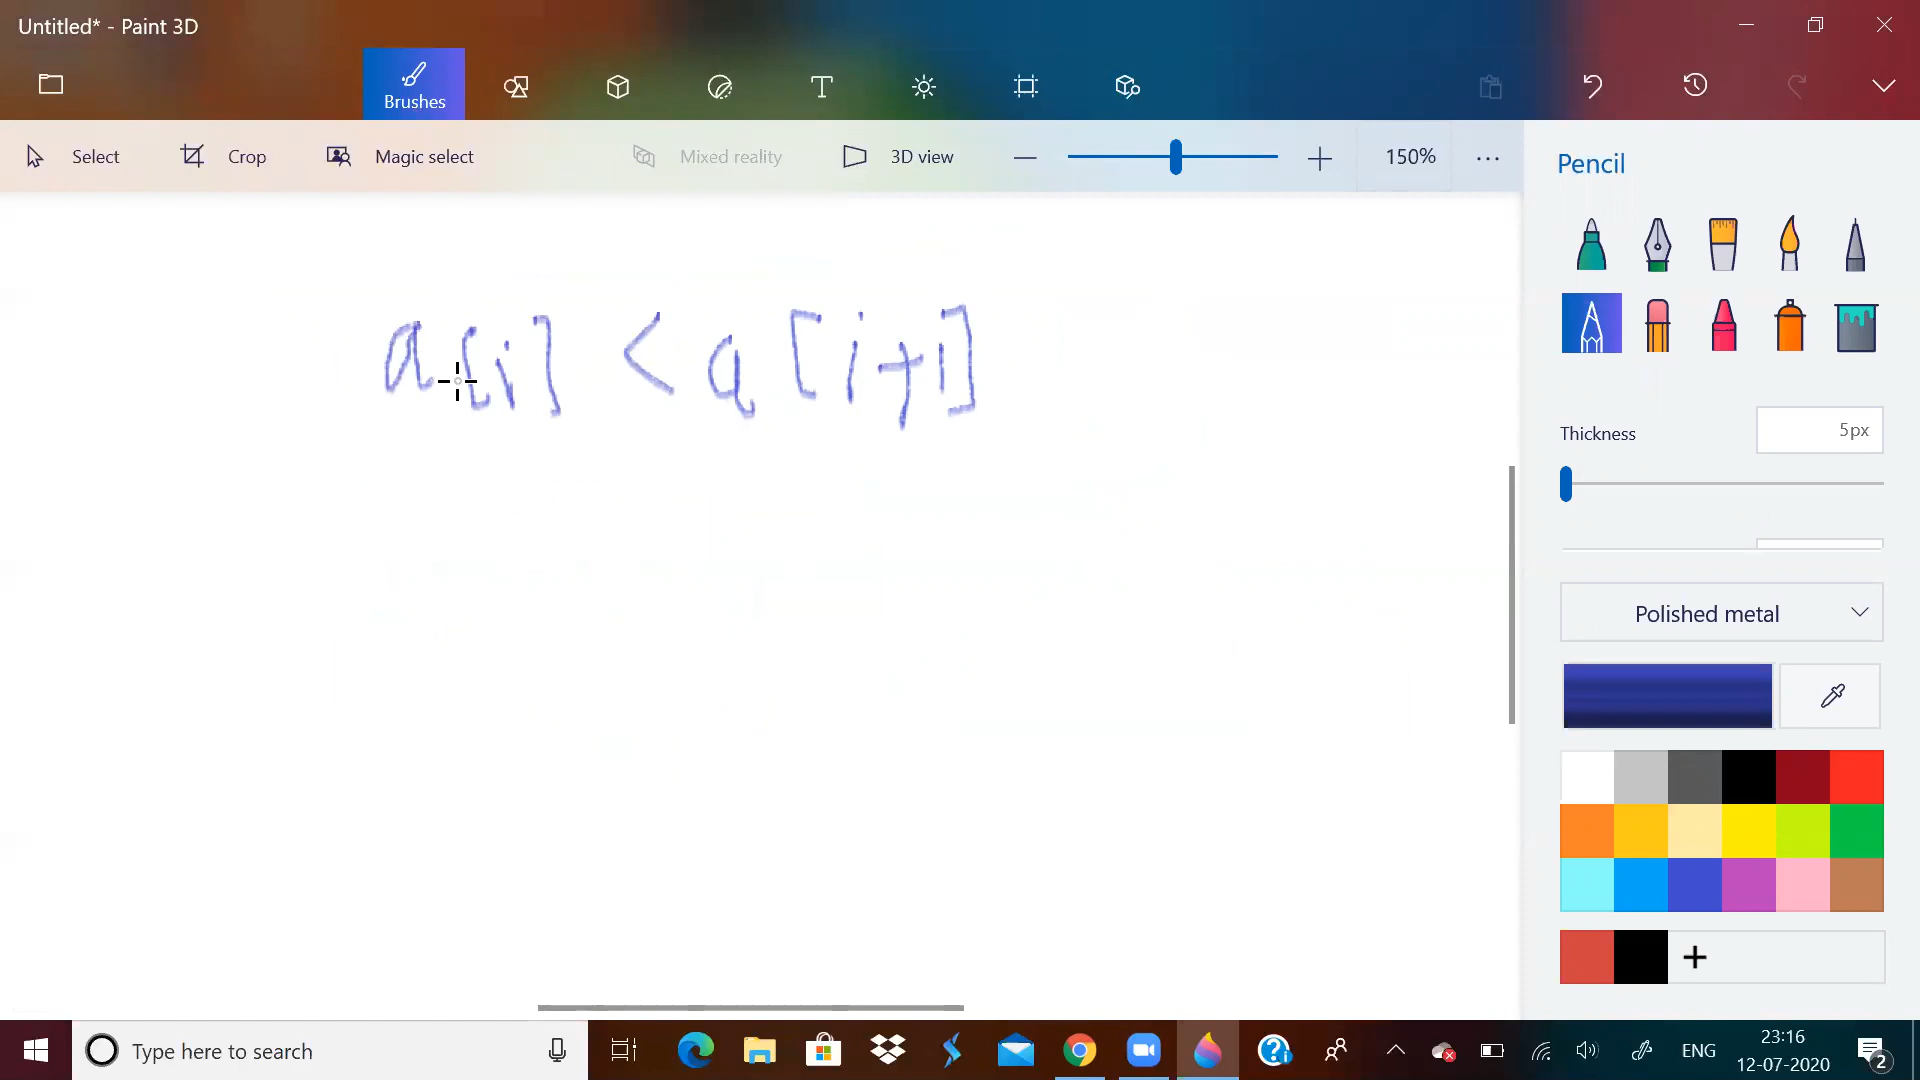 Untitled* - Paint 3D
Brushes
Select
Crop
Magic select
Mixed reality
3D view
150%
Pencil
a[i] < a[i+1]
Thickness
5px
Polished metal
Type here to search
ENG
23:16
12-07-2020
2